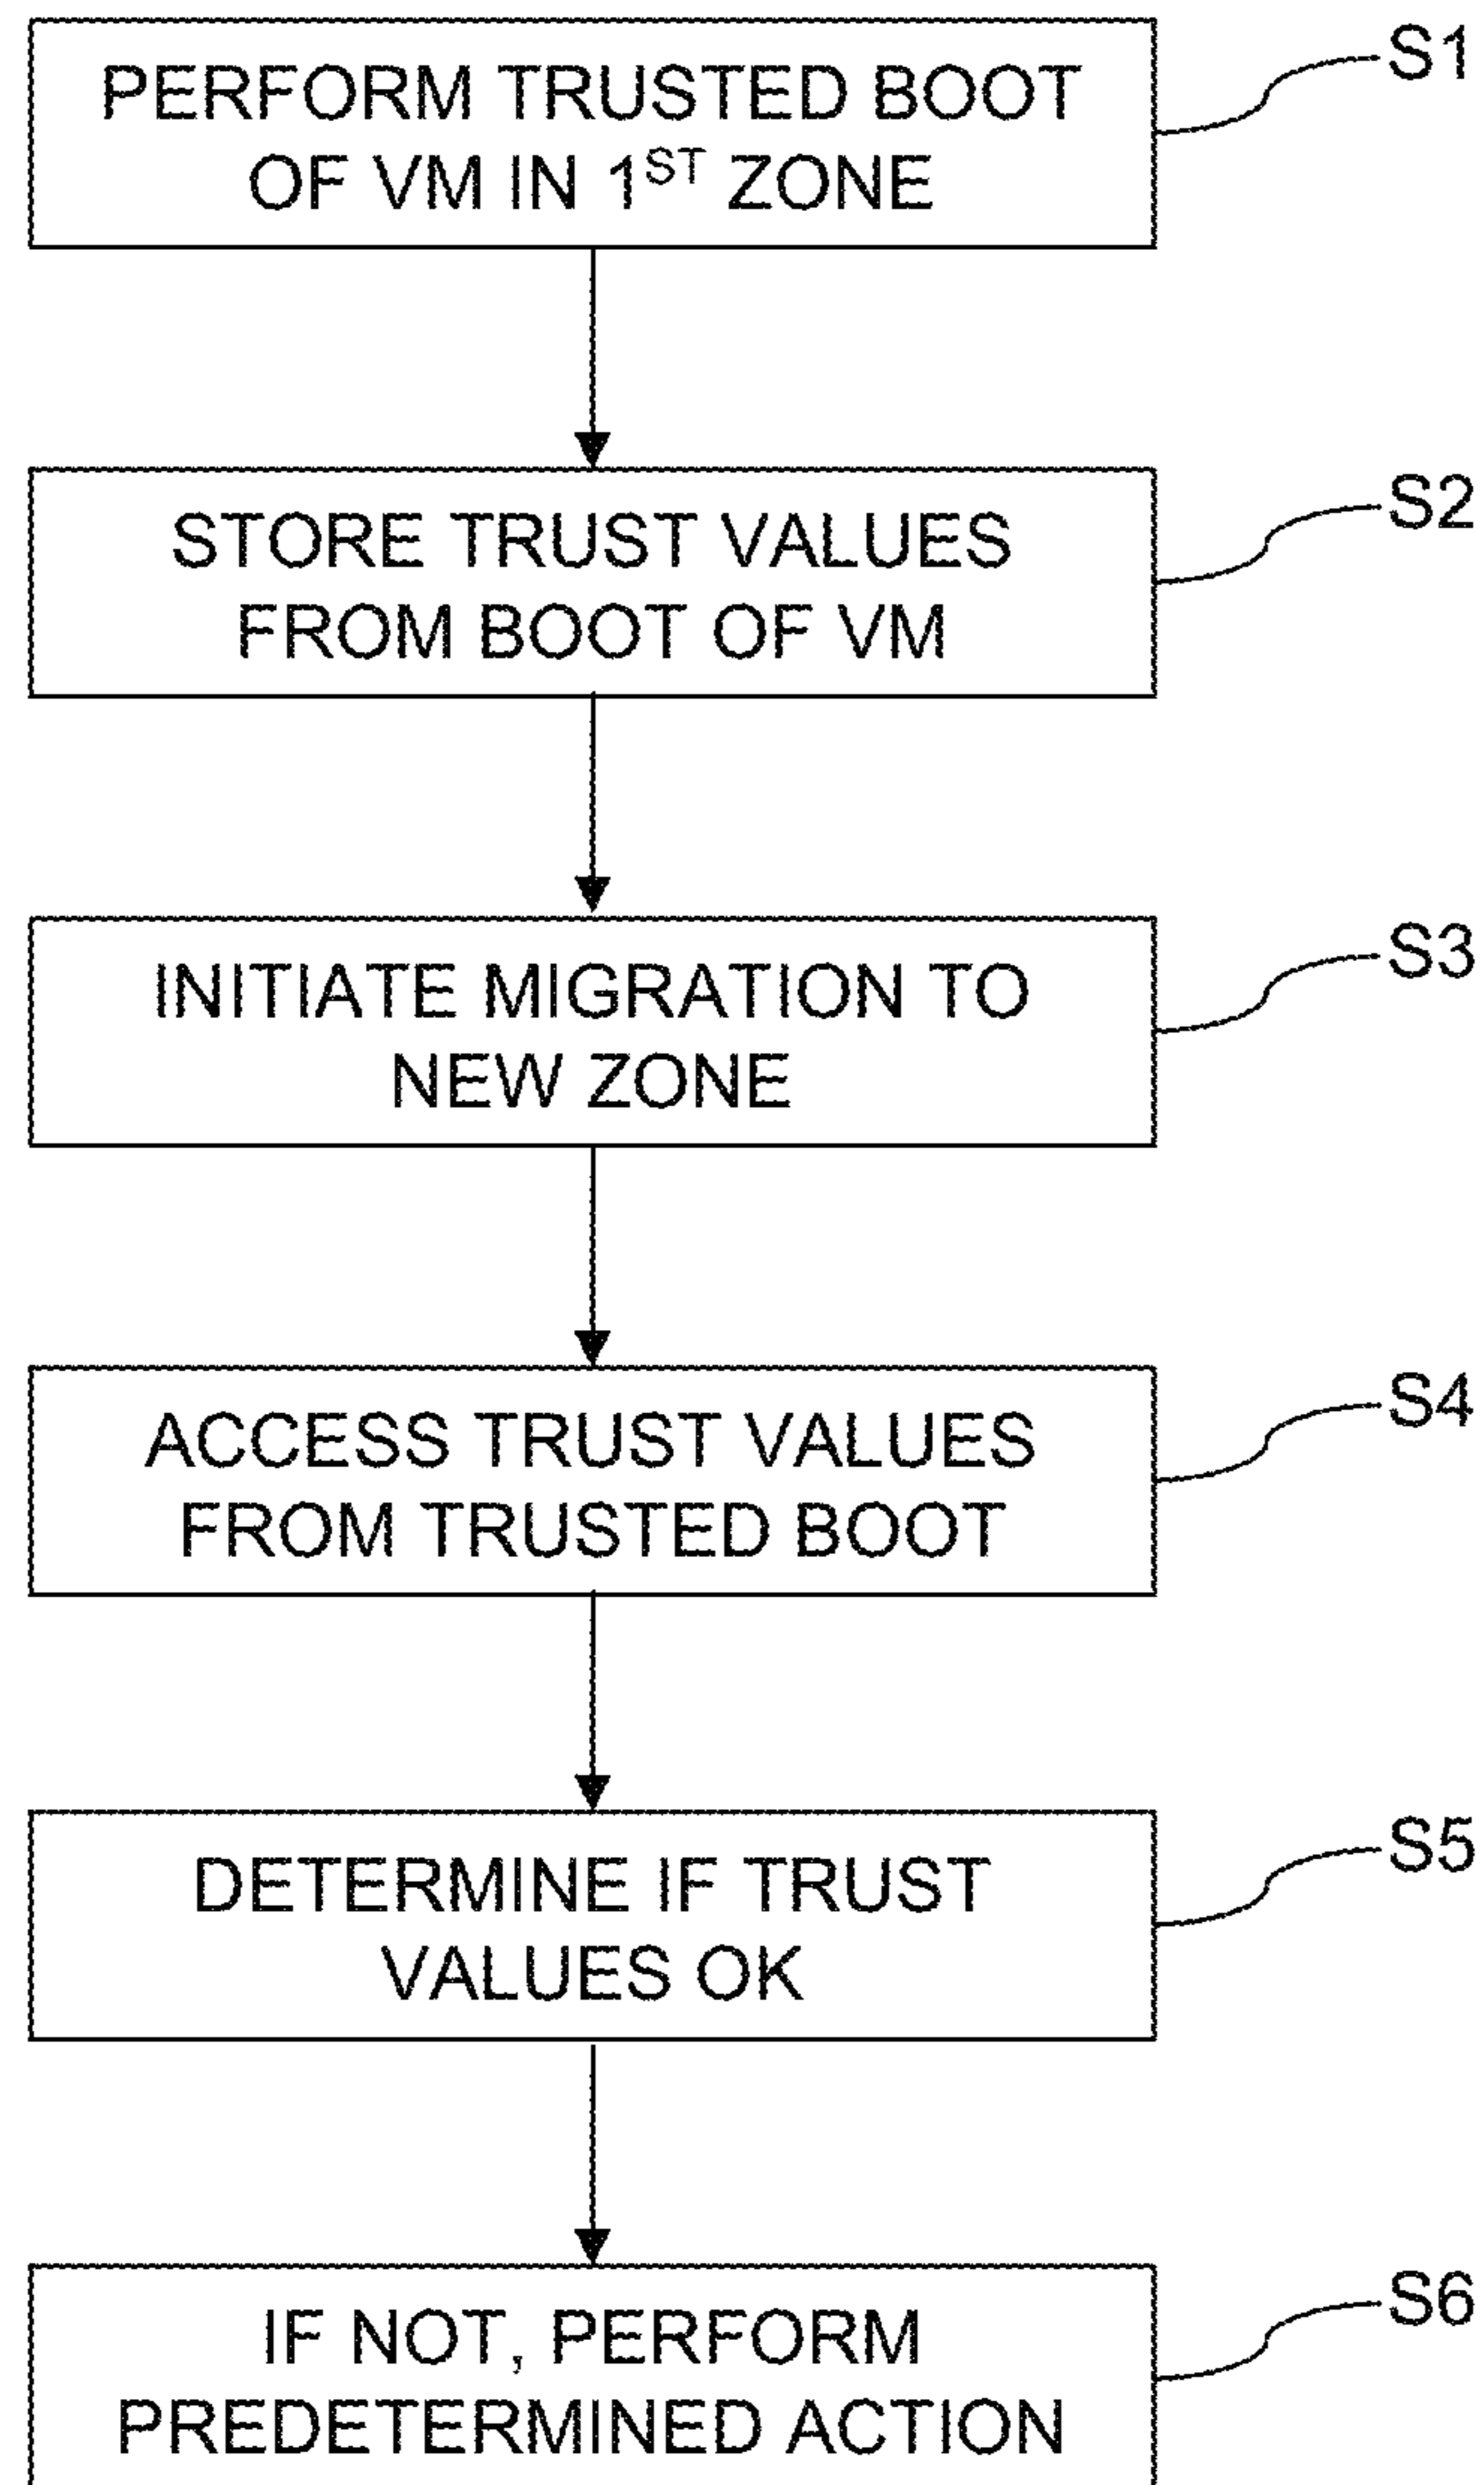 PERFORM TRUSTED BOOT
OF VM IN 1ST ZONE
S1
STORE TRUST VALUES
FROM BOOT OF VM
S2
INITIATE MIGRATION TO
NEW ZONE
S3
ACCESS TRUST VALUES
FROM TRUSTED BOOT
S4
DETERMINE IF TRUST
VALUES OK
S5
IF NOT, PERFORM
PREDETERMINED ACTION
S6